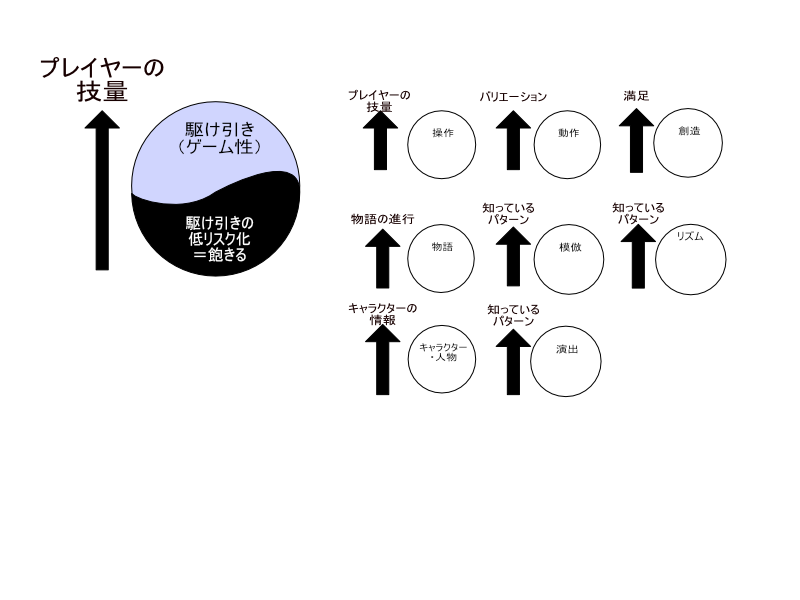 プレイヤーの
技量
駆け引き
（ゲーム性）
駆け引きの
低リスク化
＝飽きる
プレイヤーの
技量
操作
バリエーション
動作
満足
創造
物語の進行
物語
知っている
パターン
模倣
知っている
パターン
リズム
キャラクターの
情報
キャラクター
・人物
知っている
パターン
演出